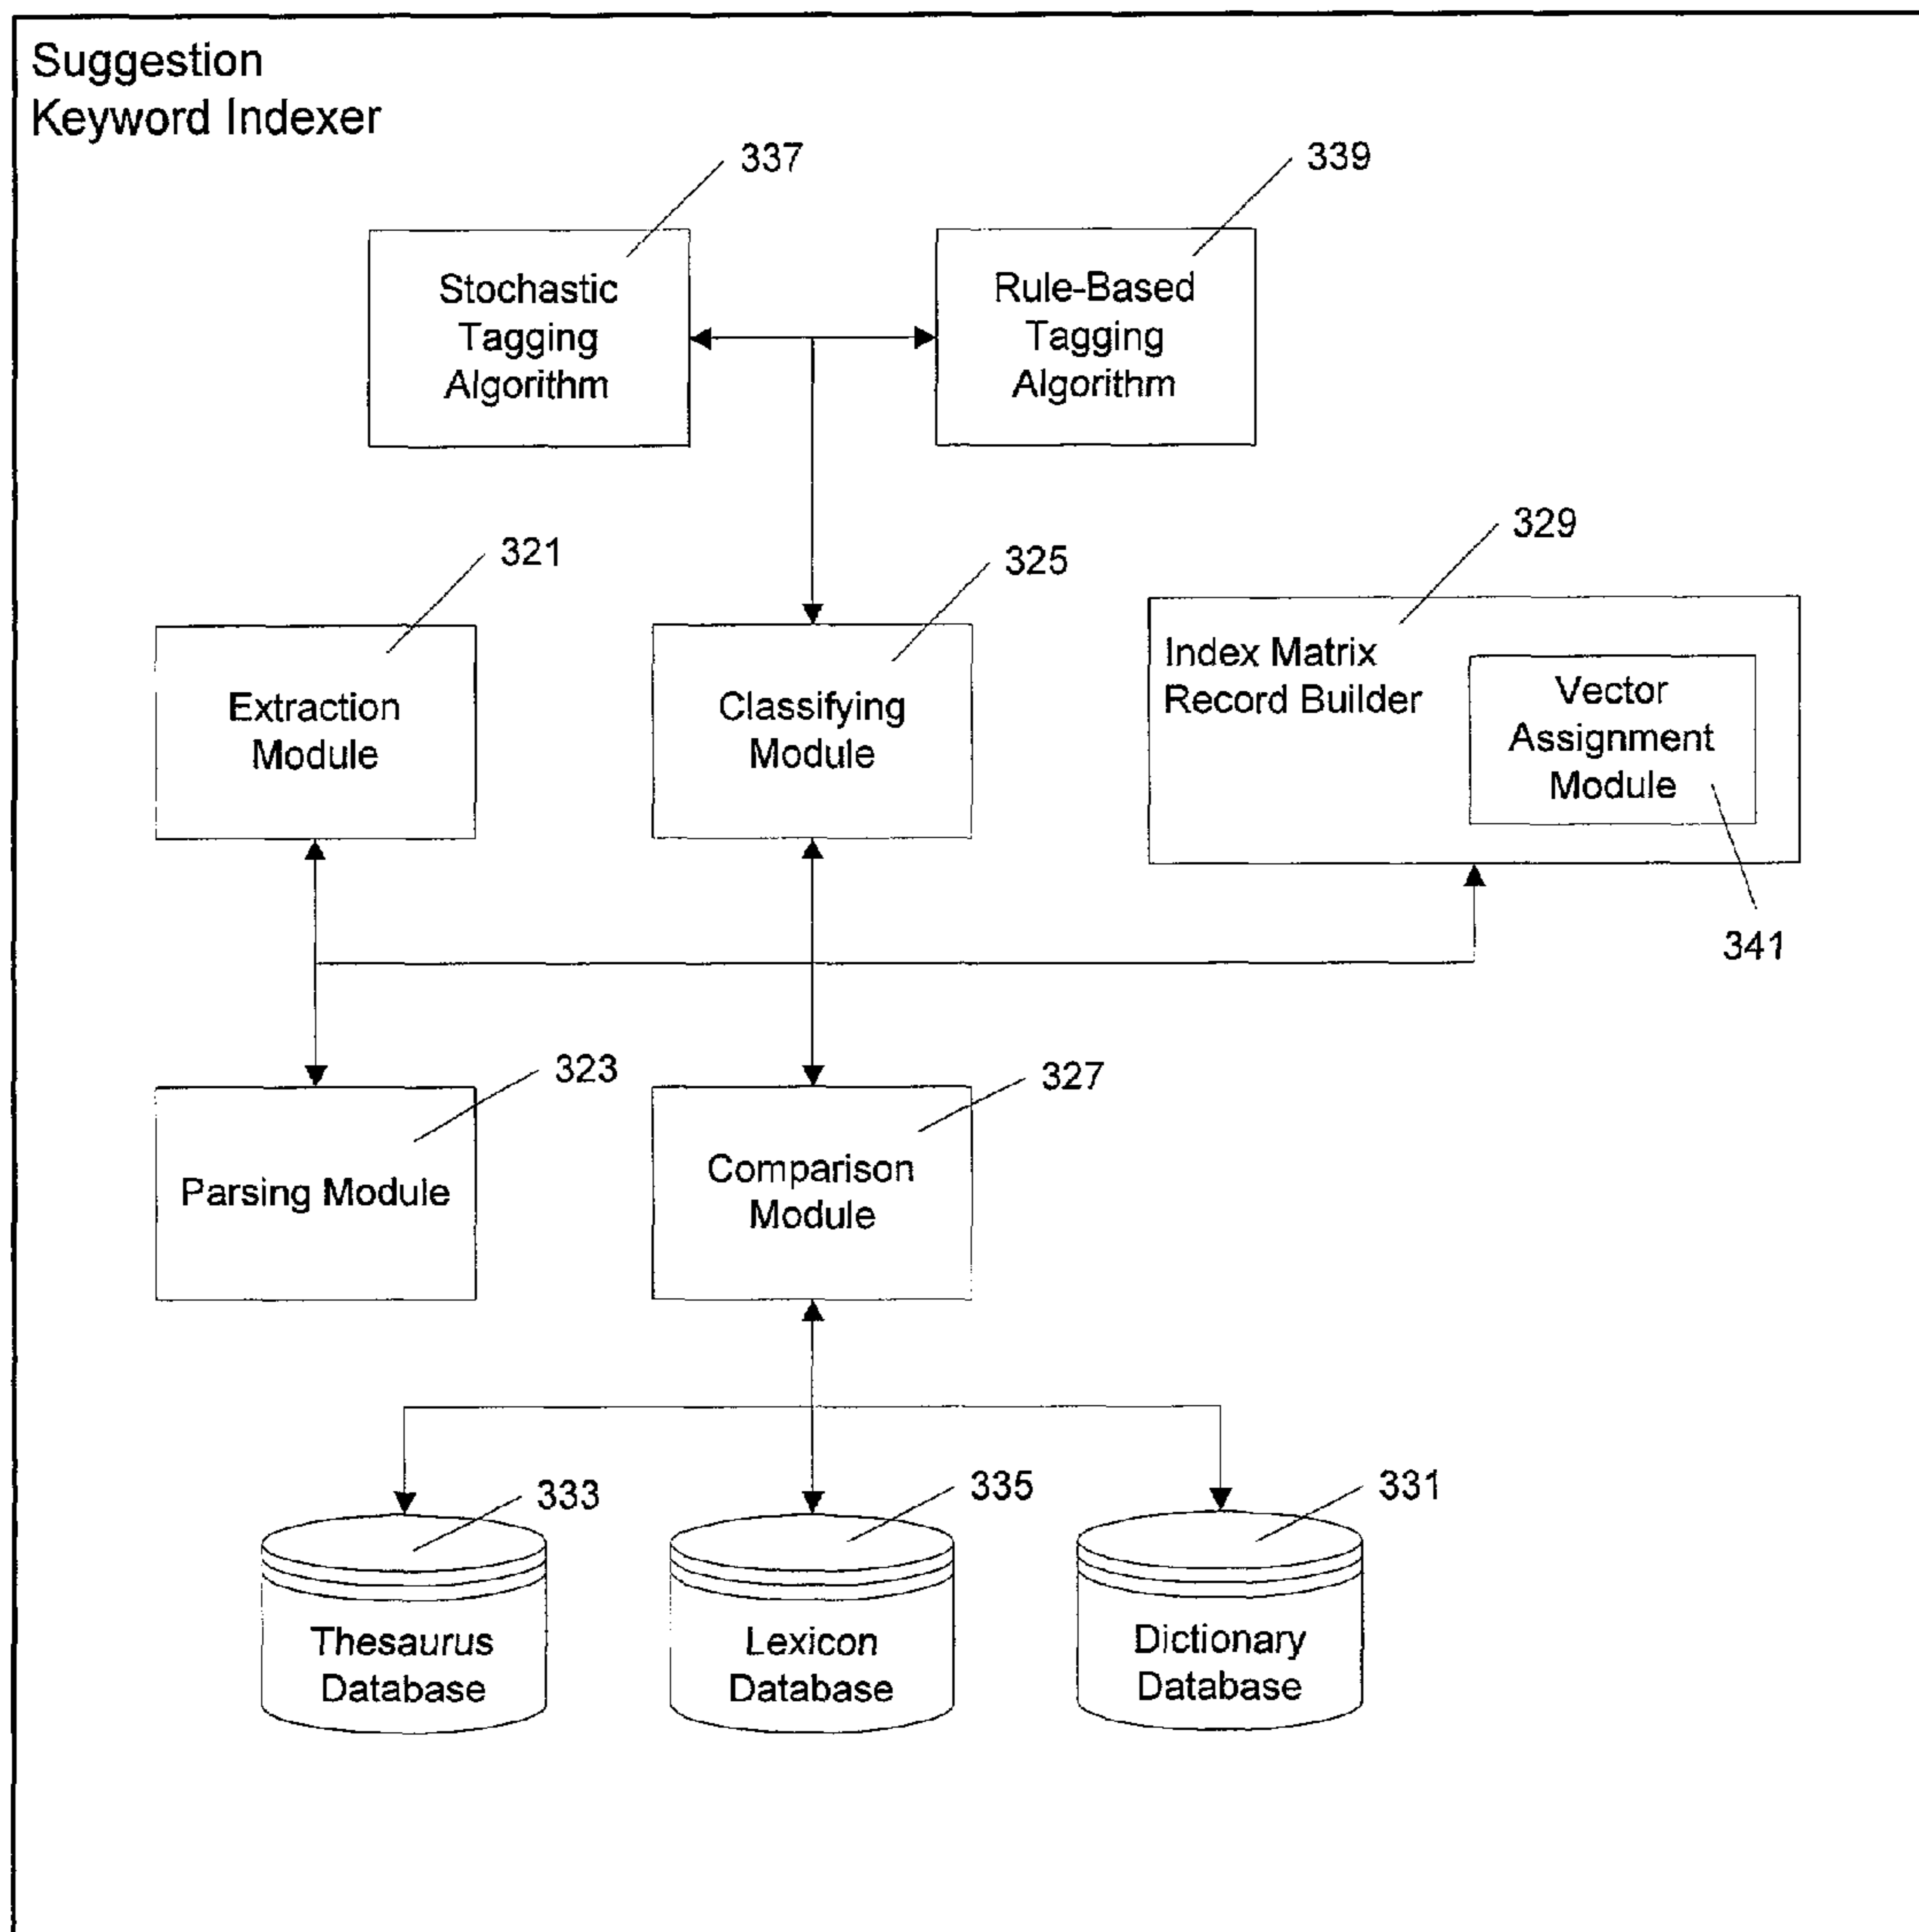 Suggestion
Keyword Indexer
337
339
Stochastic
Tagging
Algorithm
Rule-Based
Tagging
Algorithm
321
325
329
Extraction
Module
Classifying
Module
Index Matrix
Record Builder
Vector
Assignment
Module
341
323
327
Parsing Module
Comparison
Module
333
335
331
Thesaurus
Database
Lexicon
Database
Dictionary
Database